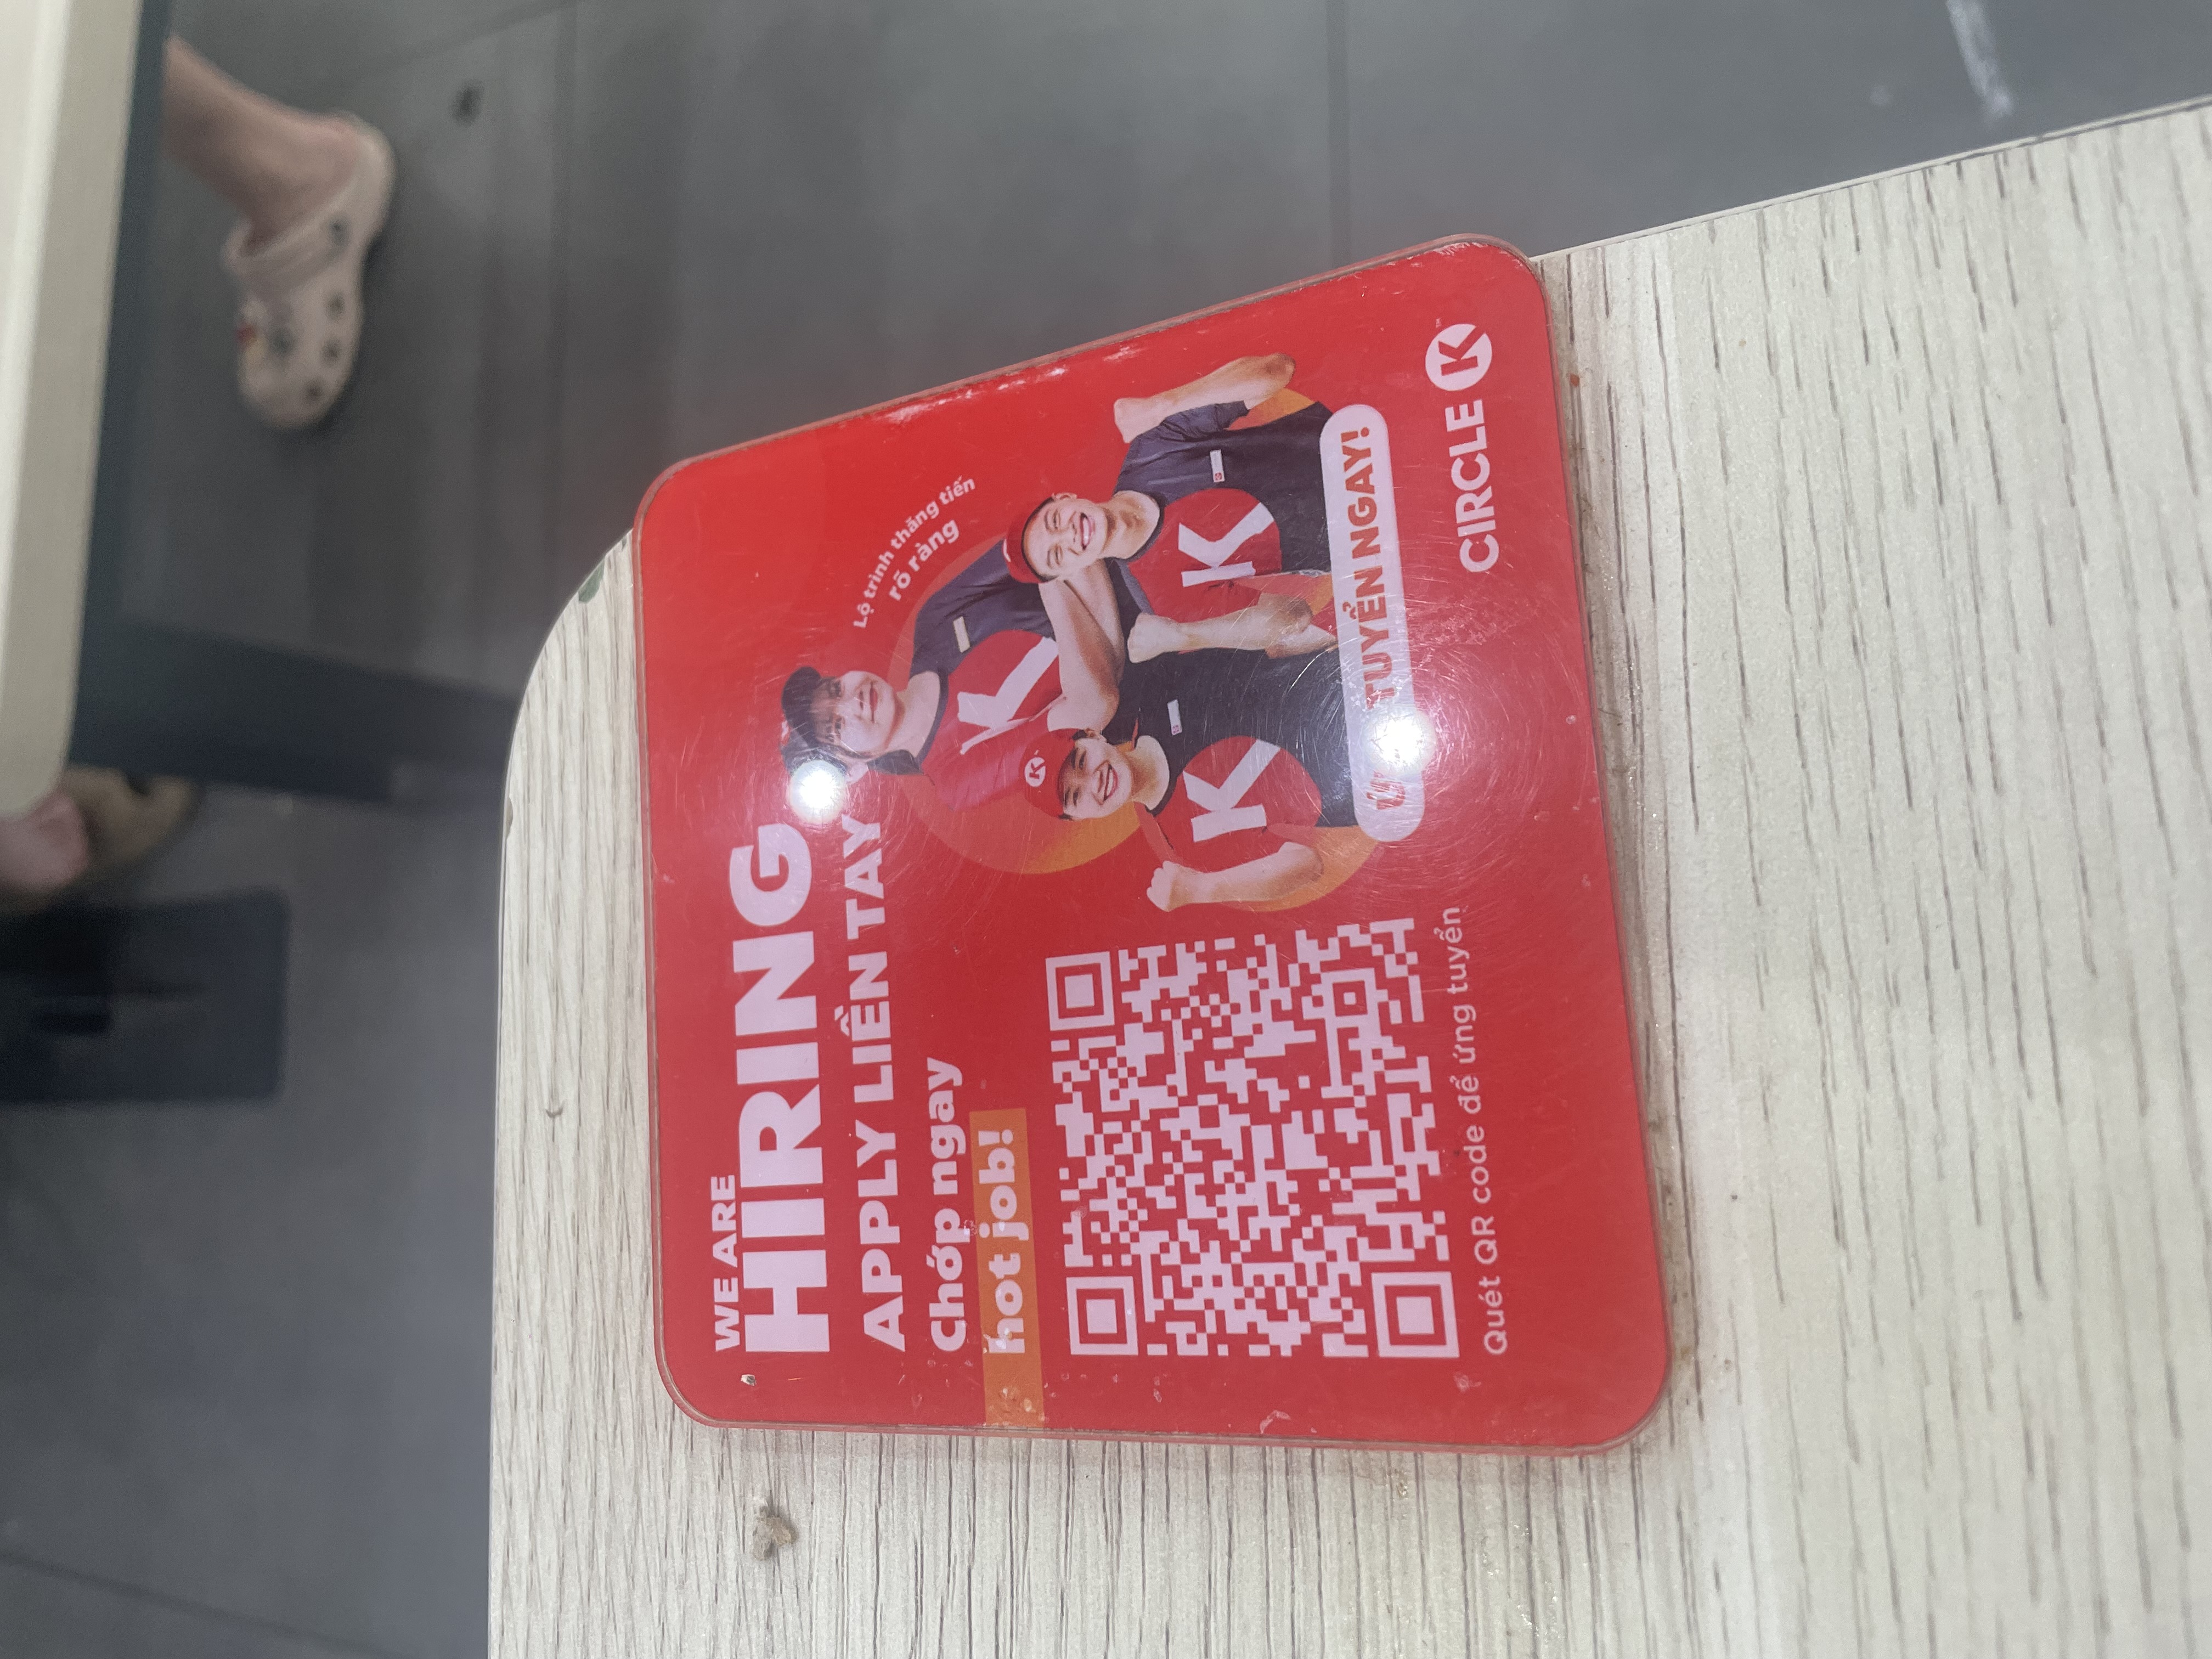 WE ARE
HIRING
APPLY LIỀN TAY
Chớp ngay
hot job!
Lộ trình thăng tiến
rõ ràng
K
K
K
K
TUYỂN NGAY!
Quét QR code để ứng tuyển
CIRCLE K™